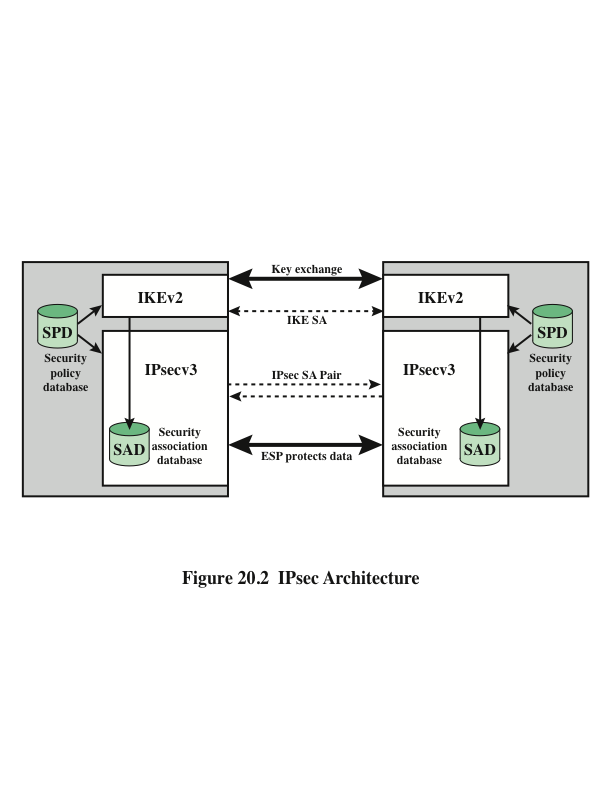 Key exchange
IKEv2
IKEv2
IKE SA
SPD
SPD
Security
policy
database
Security
policy
database
IPsecv3
IPsecv3
IPsec SA Pair
SAD
Security
association
database
Security
association
database
SAD
ESP protects data
Figure 20.2 IPsec Architecture